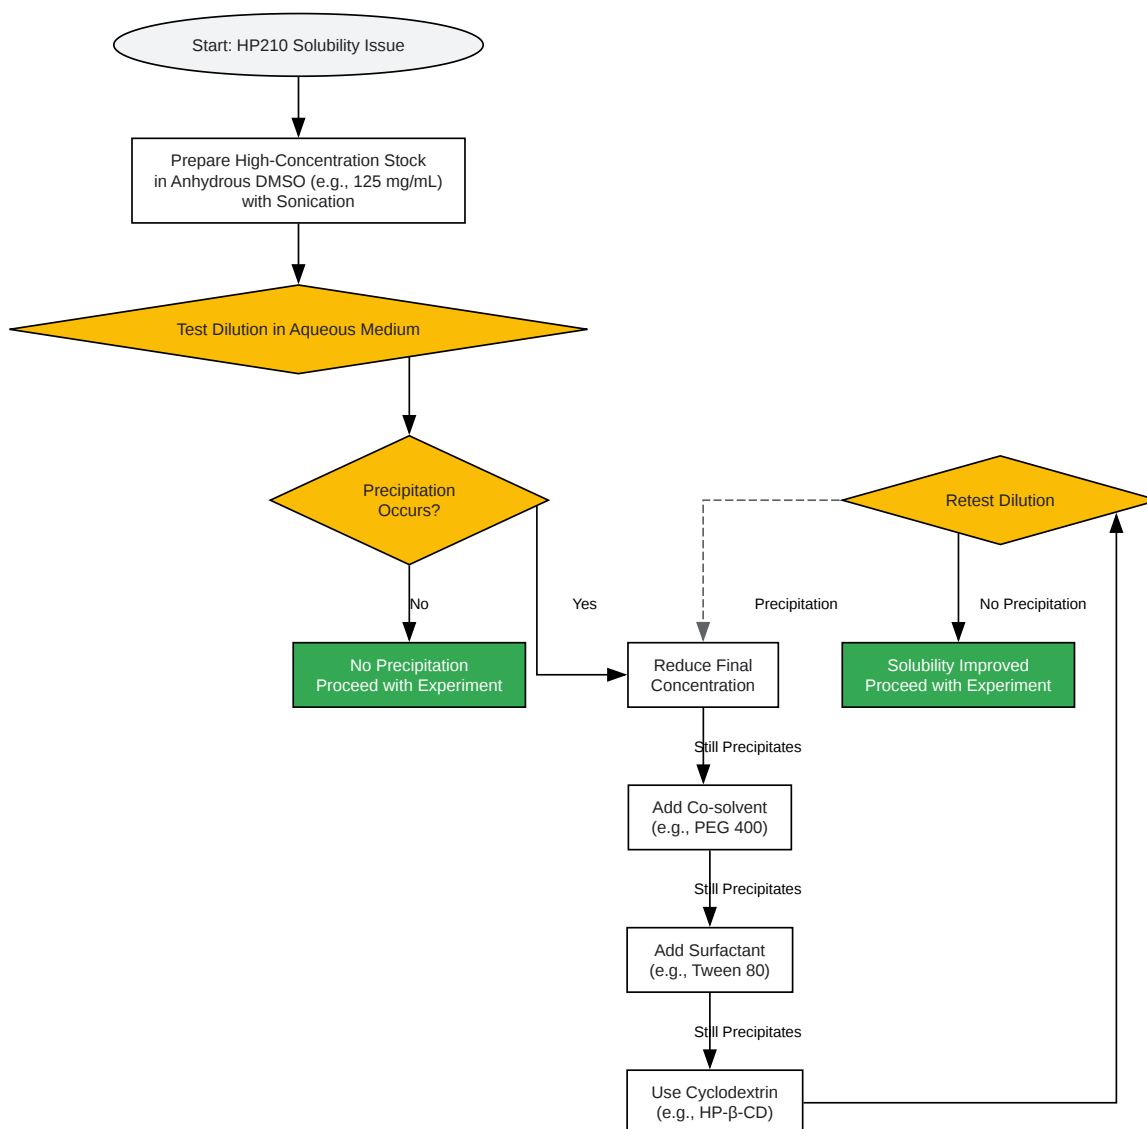 Start: HP210 Solubility Issue
Prepare High-Concentration Stock
in Anhydrous DMSO (e.g., 125 mg/mL)
with Sonication
Test Dilution in Aqueous Medium
Precipitation
Occurs?
Retest Dilution
No
Yes
Precipitation
No Precipitation
No Precipitation
Proceed with Experiment
Reduce Final
Concentration
Solubility Improved
Proceed with Experiment
Still Precipitates
Add Co-solvent
(e.g., PEG 400)
Still Precipitates
Add Surfactant
(e.g., Tween 80)
Still Precipitates
Use Cyclodextrin
(e.g., HP-β-CD)